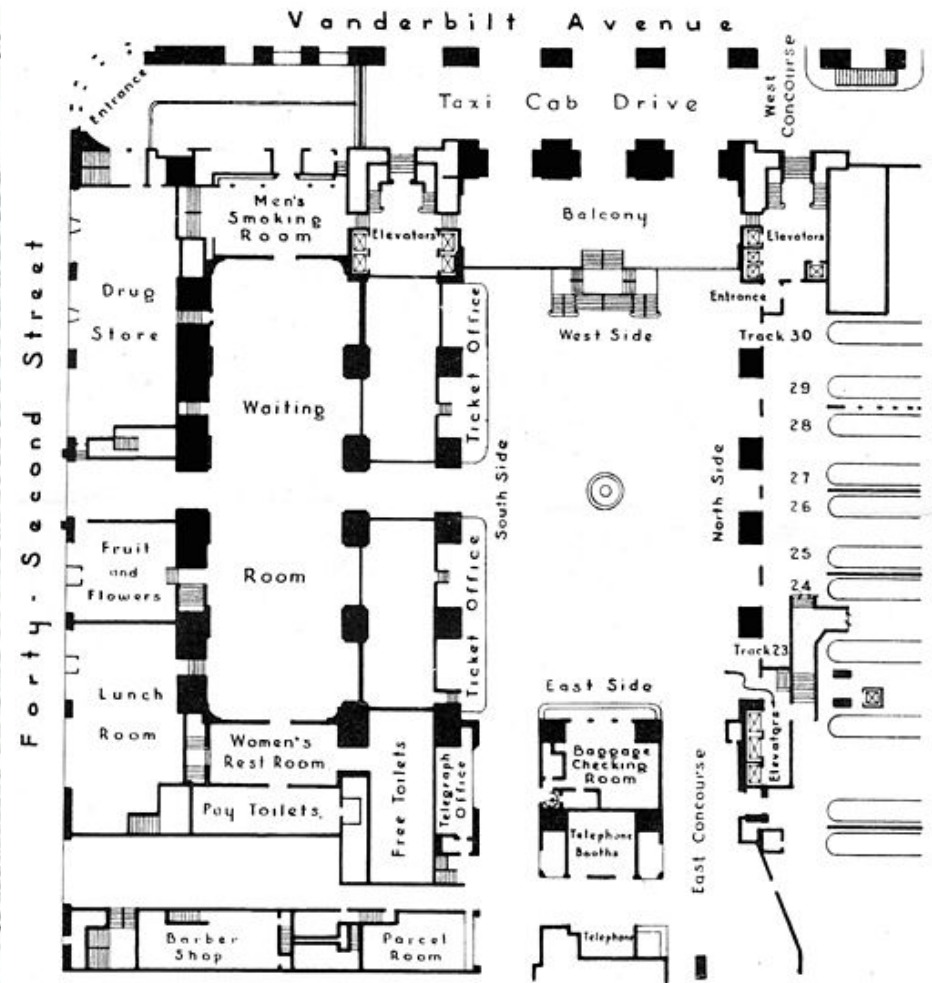 Vanderbilt Avenue
Entrance
Taxi Cab Drive
West
Concourse
Men's
Smoking
Room
Elevators
Balcony
Elevators
Entrance
Forty-Second Street
Drug
Store
Waiting
Room
Ticket Office
South Side
West Side
North Side
Track 30
29
28
27
26
25
24
Track 23
Fruit
and
Flowers
Ticket Office
Lunch
Room
Women's
Rest Room
Pay Toilets.
Free Toilets
Telegraph
Office
East Side
Baggage
Checking
Room
Telephone
Booths
East Concourse
Elevators
Barber
Shop
Parcel
Room
Telephone